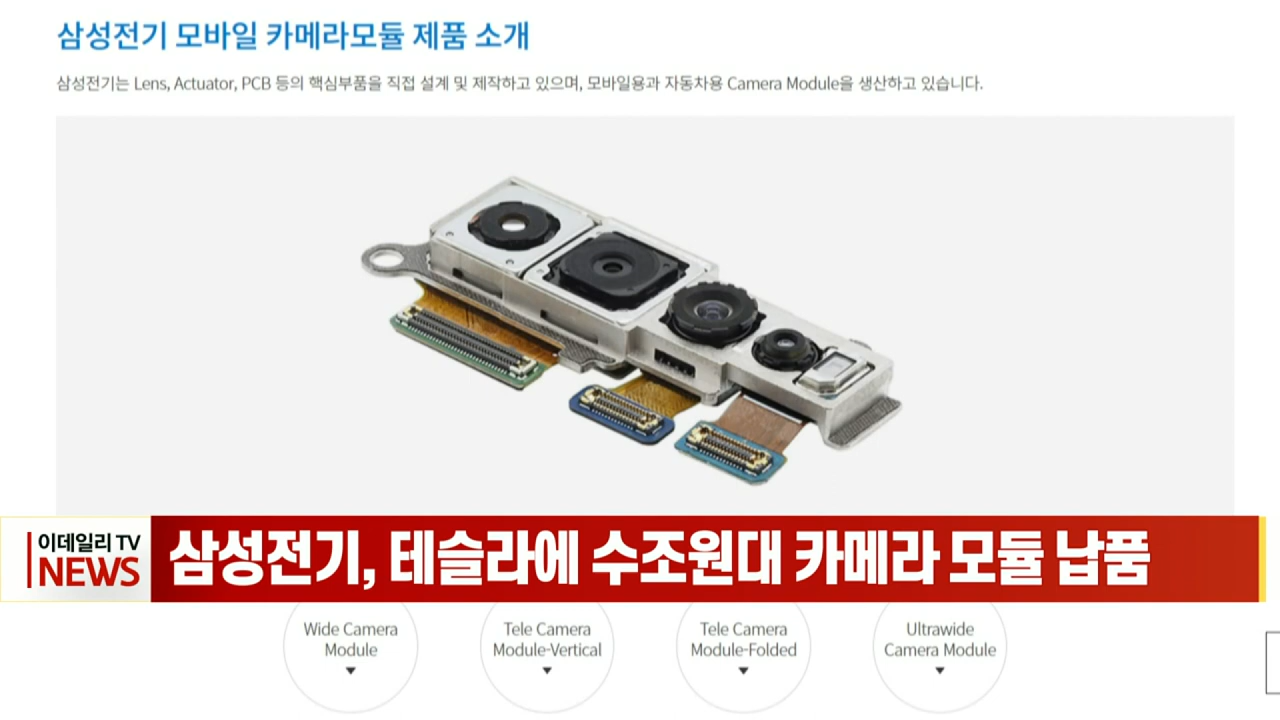 삼성전기 모바일 카메라모듈 제품 소개
삼성전기는 Lens, Actuator, PCB 등의 핵심부품을 직접 설계 및 제작하고 있으며, 모바일용과 자동차용 Camera Module을 생산하고 있습니다.
이데일리 TV
NEWS
삼성전기, 테슬라에 수조원대 카메라 모듈 납품
Wide Camera
Module
Tele Camera
Module-Vertical
Tele Camera
Module-Folded
Ultrawide
Camera Module